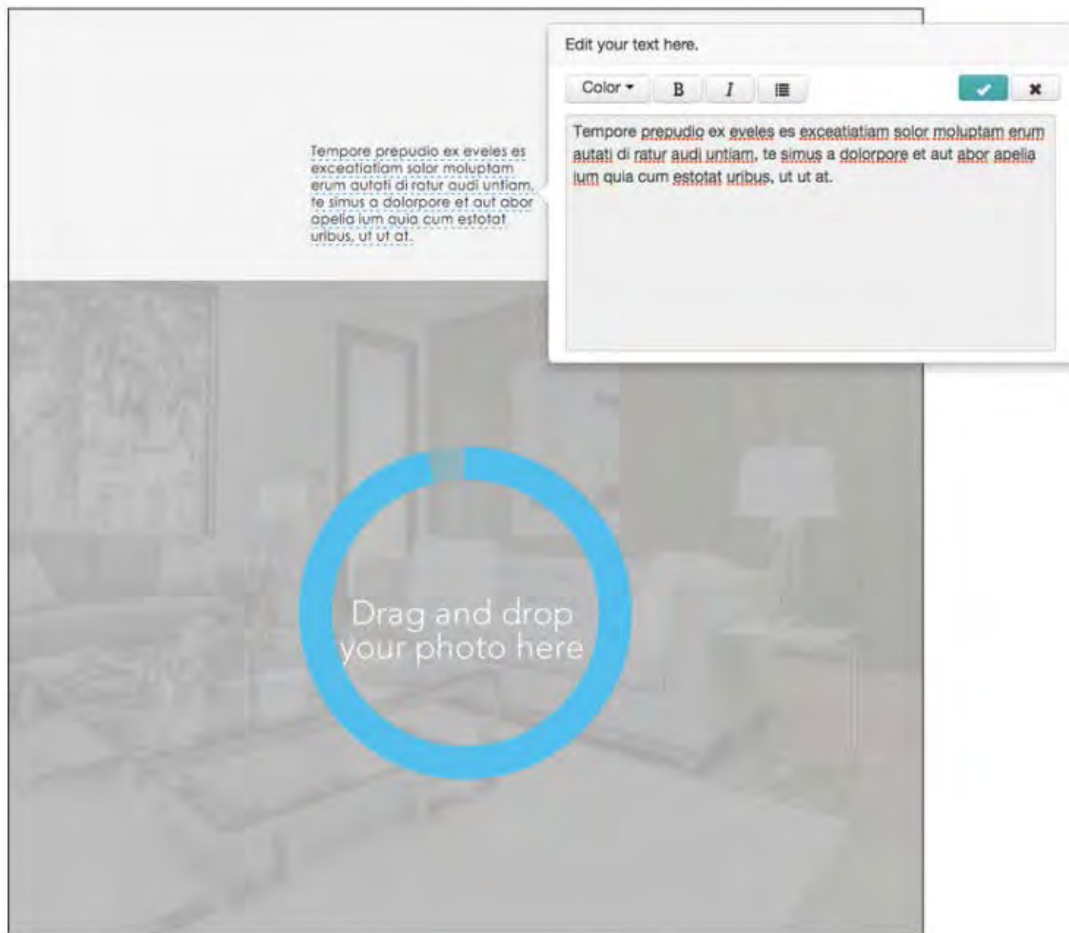 Edit your text here.
Color B I
Tempore prepudio ex eveles es exceatiatiam solor moluptam erum
autati di ratur audi untiam, te simus a dolorpore et aut abor apelia
ium quia cum estotat uribus, ut ut at.
Tempore prepudio ex eveles es
exceatiatiam solor moluptam
erum autati di ratur audi untiam,
te simus a dolorpore et aut abor
apelia ium quia cum estotat
uribus, ut ut at.
Drag and drop
your photo here